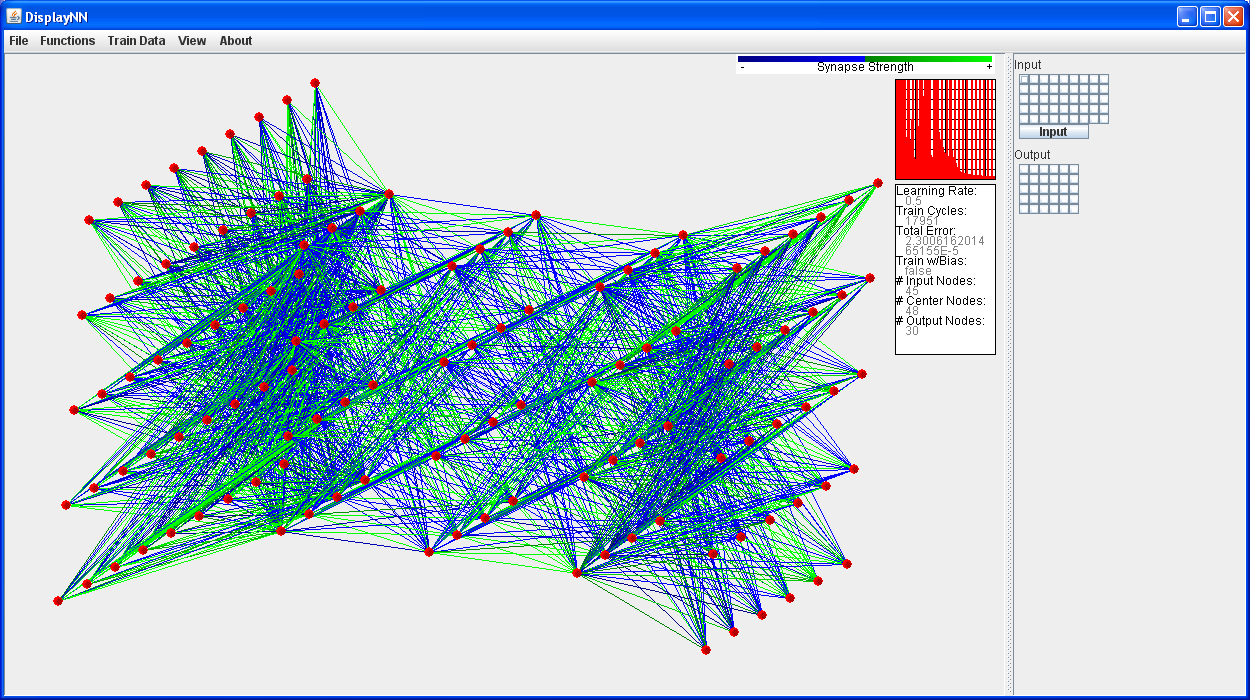 DisplayNN
File Functions Train Data View About
- Synapse Strength +
Learning Rate:
0.5
Train Cycles:
17951
Total Error:
2.3006162014
65155E-5
Train w/Bias:
false
# Input Nodes:
45
# Center Nodes:
48
# Output Nodes:
30
Input
Input
Output